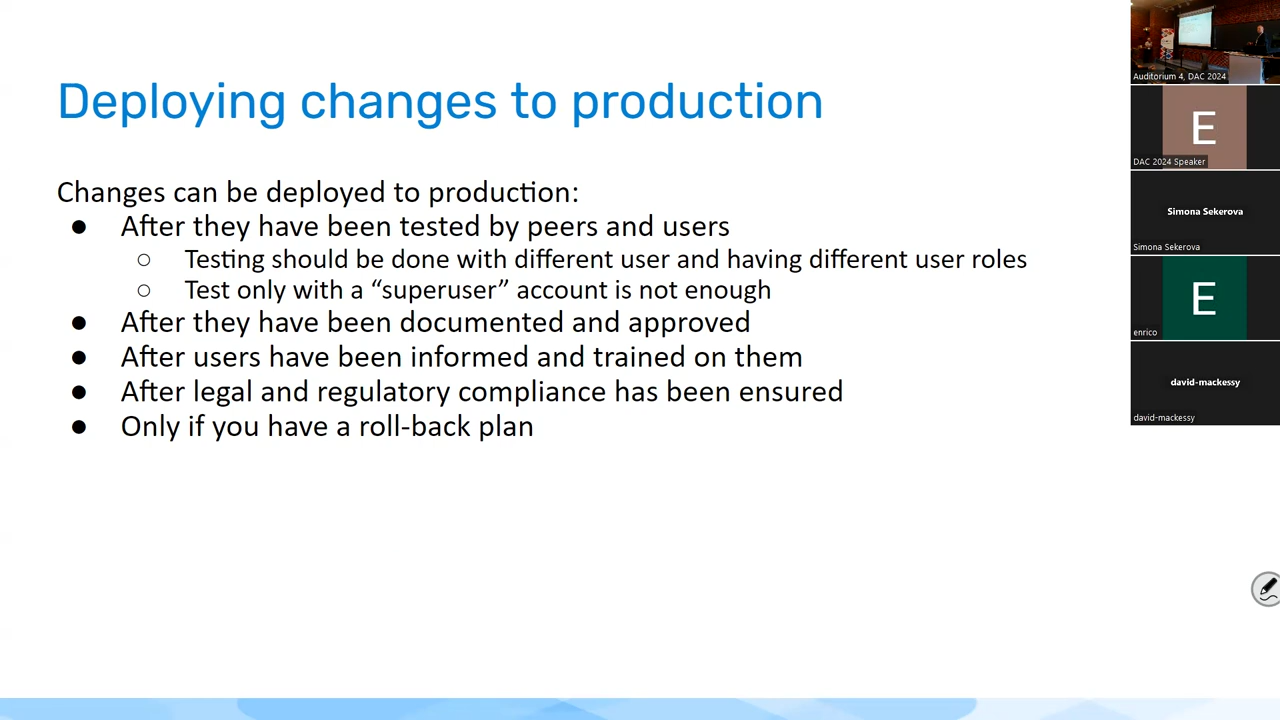 Deploying changes to production
Changes can be deployed to production:
● After they have been tested by peers and users
○ Testing should be done with different user and having different user roles
○ Test only with a “superuser” account is not enough
● After they have been documented and approved
● After users have been informed and trained on them
● After legal and regulatory compliance has been ensured
● Only if you have a roll-back plan
Auditorium 4, DAC 2024
E
DAC 2024 Speaker
Simona Sekerova
Simona Sekerova
E
enrico
david-mackessy
david-mackessy